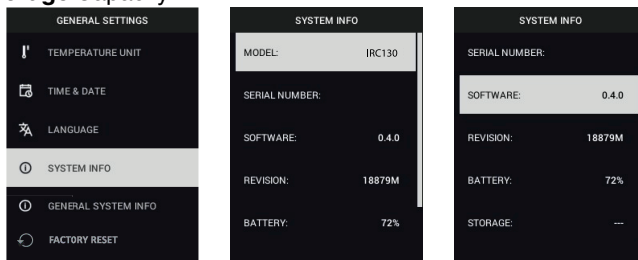 GENERAL SETTINGS
TEMPERATURE UNIT
TIME & DATE
LANGUAGE
SYSTEM INFO
GENERAL SYSTEM INFO
FACTORY RESET
SYSTEM INFO
MODEL: IRC130
SERIAL NUMBER:
SOFTWARE: 0.4.0
REVISION: 18879M
BATTERY: 72%
SYSTEM INFO
SERIAL NUMBER:
SOFTWARE: 0.4.0
REVISION: 18879M
BATTERY: 72%
STORAGE: ---